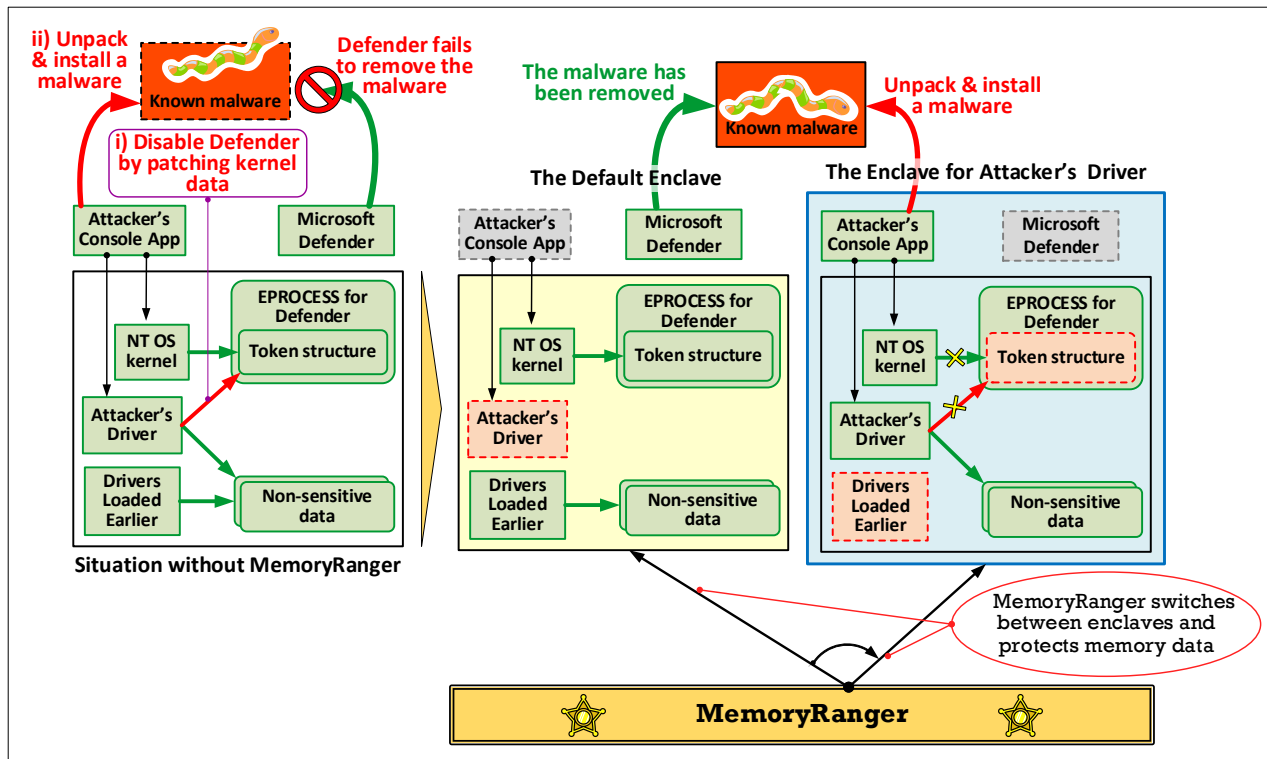 ii) Unpack
& install a
malware
Known malware
Defender fails
to remove the
malware
i) Disable Defender
by patching kernel
data
Attacker's
Console App
Microsoft
Defender
EPROCESS for
Defender
Token structure
NT OS
kernel
Attacker's
Driver
Drivers
Loaded
Earlier
Non-sensitive
data
Situation without MemoryRanger
The malware has
been removed
Known malware
Unpack & install
a malware
The Default Enclave
Attacker's
Console App
Microsoft
Defender
EPROCESS for
Defender
Token structure
NT OS
kernel
Attacker's
Driver
Drivers
Loaded
Earlier
Non-sensitive
data
The Enclave for Attacker's Driver
Attacker's
Console App
Microsoft
Defender
EPROCESS for
Defender
Token structure
NT OS
kernel
Attacker's
Driver
Drivers
Loaded
Earlier
Non-sensitive
data
MemoryRanger switches
between enclaves and
protects memory data
MemoryRanger